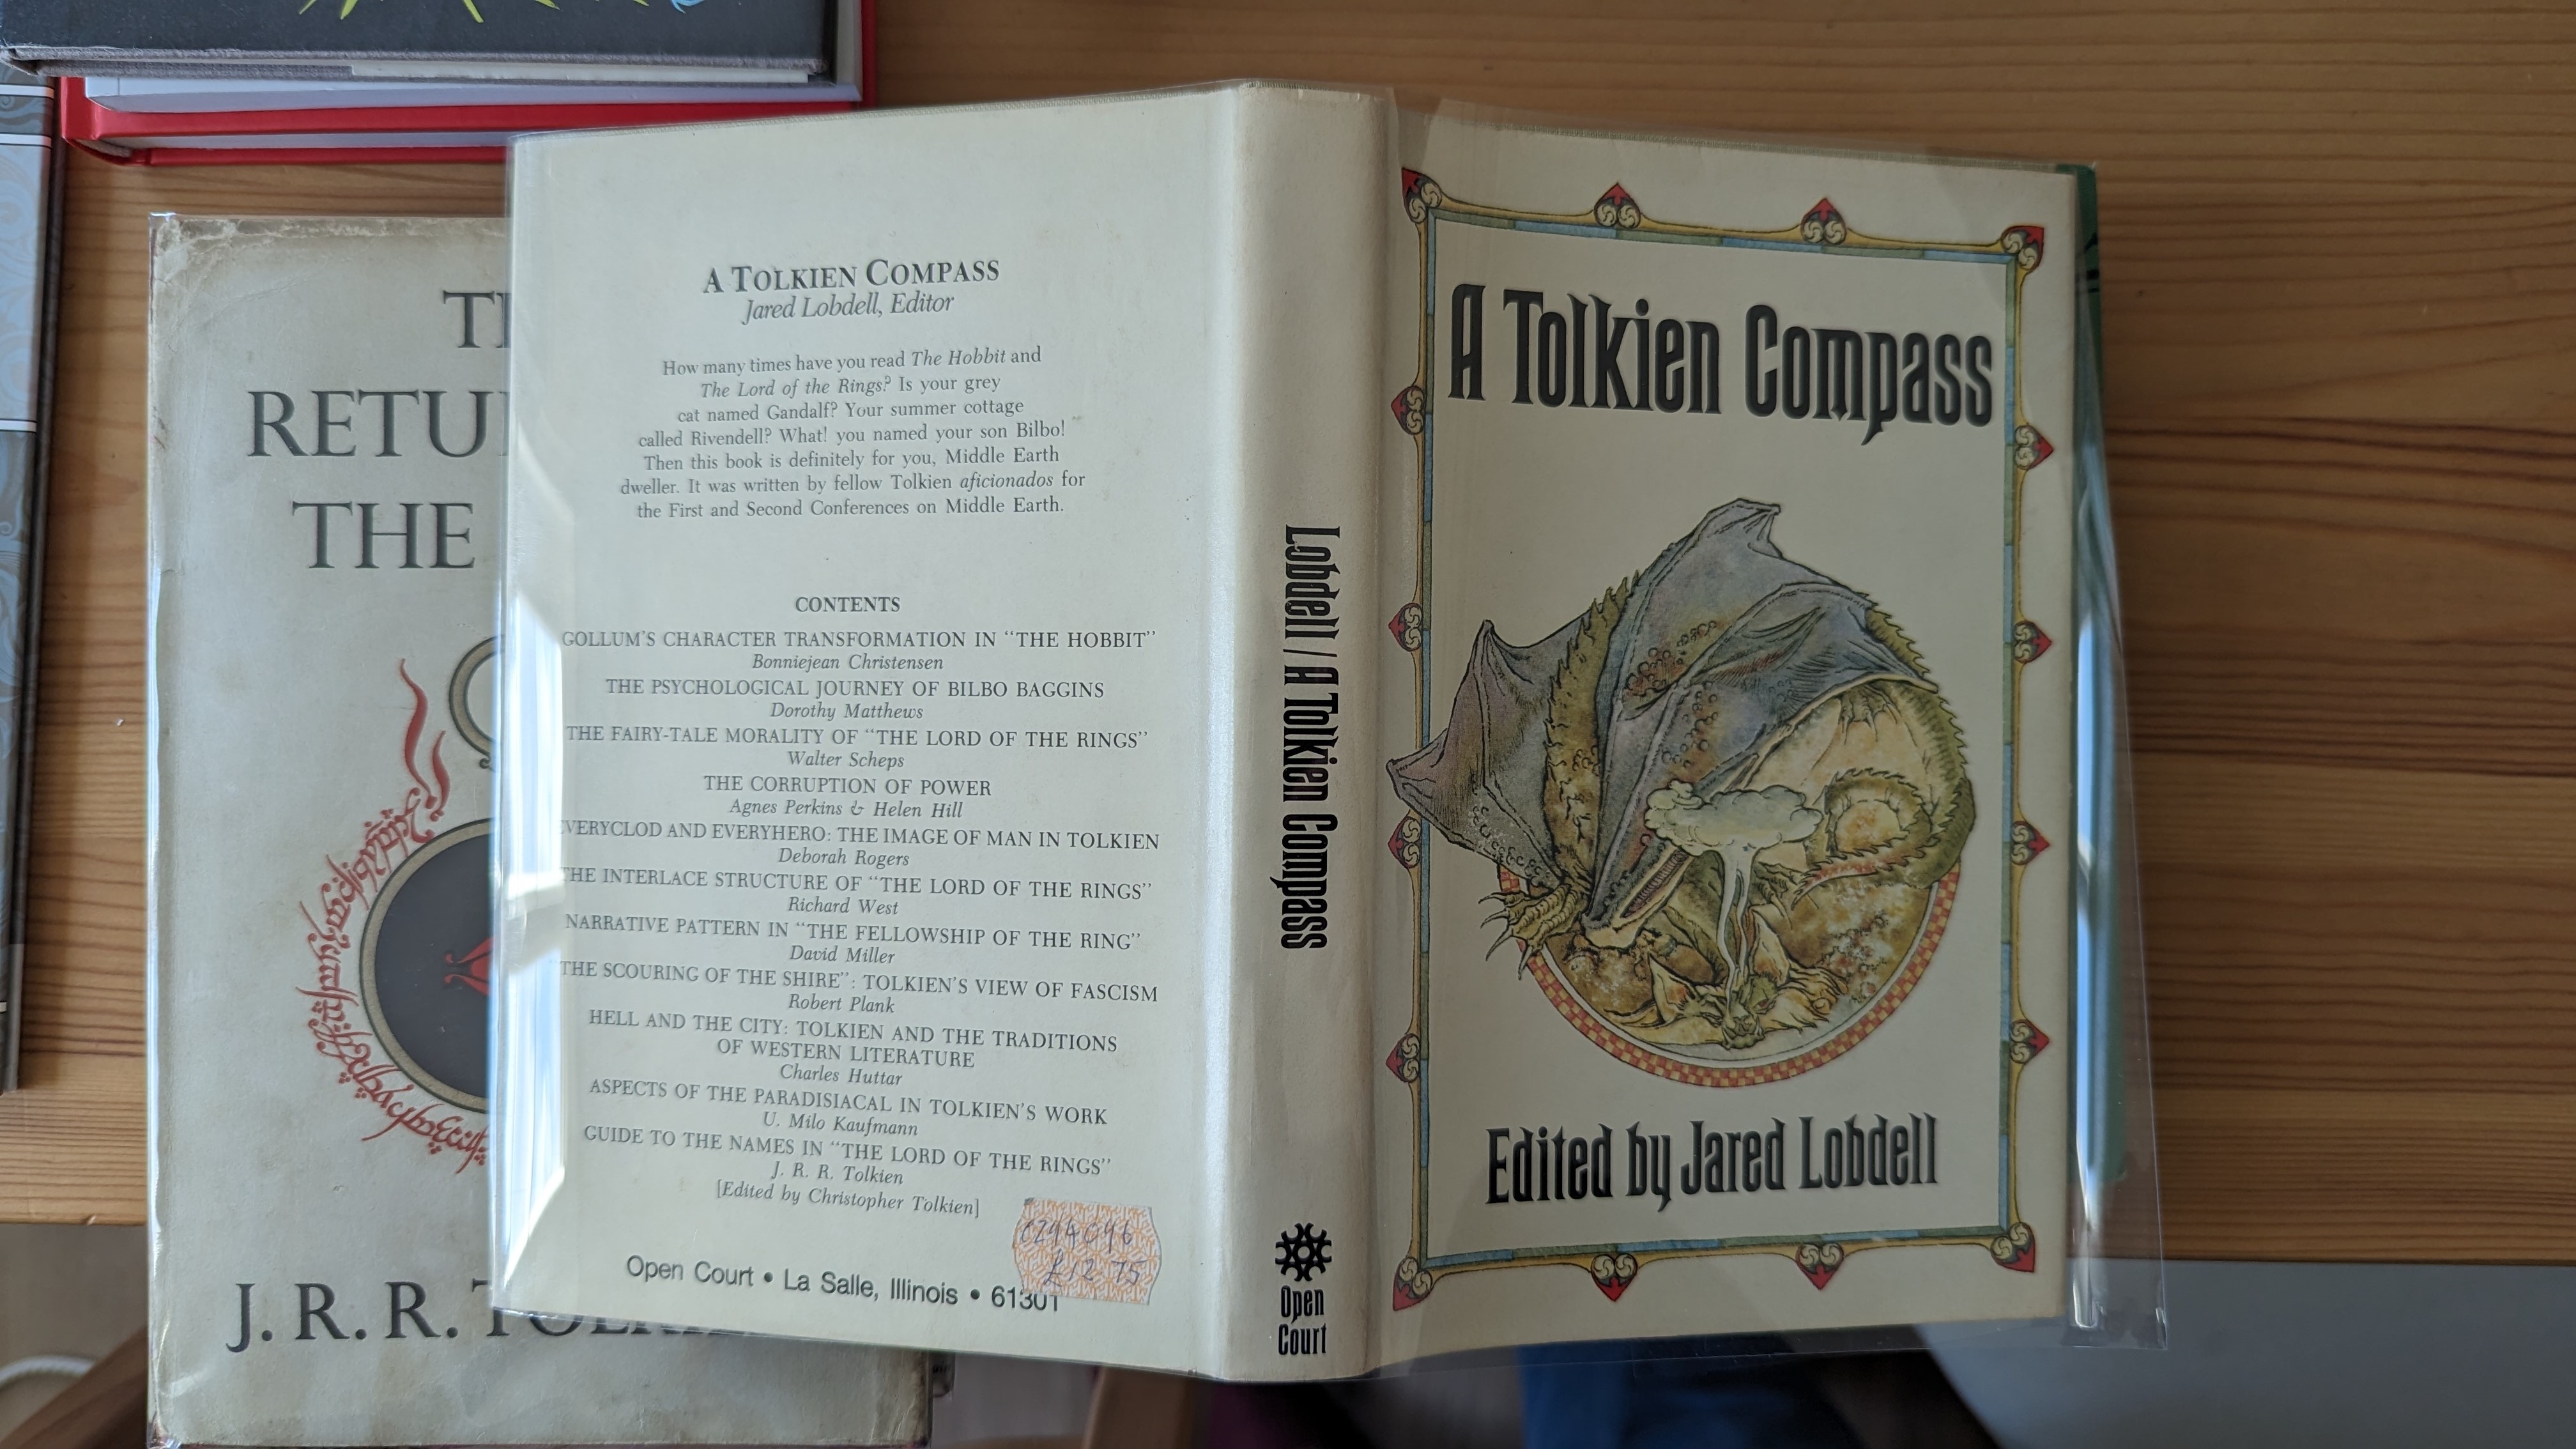 A TOLKIEN COMPASS
Jared Lobdell, Editor
How many times have you read The Hobbit and
The Lord of the Rings? Is your grey
cat named Gandalf? Your summer cottage
called Rivendell? What! you named your son Bilbo!
Then this book is definitely for you, Middle Earth
dweller. It was written by fellow Tolkien aficionados for
the First and Second Conferences on Middle Earth.
CONTENTS
GOLLUM'S CHARACTER TRANSFORMATION IN "THE HOBBIT"
Bonniejean Christensen
THE PSYCHOLOGICAL JOURNEY OF BILBO BAGGINS
Dorothy Matthews
THE FAIRY-TALE MORALITY OF "THE LORD OF THE RINGS"
Walter Scheps
THE CORRUPTION OF POWER
Agnes Perkins & Helen Hill
EVERYCLOD AND EVERYHERO: THE IMAGE OF MAN IN TOLKIEN
Deborah Rogers
THE INTERLACE STRUCTURE OF "THE LORD OF THE RINGS"
Richard West
NARRATIVE PATTERN IN "THE FELLOWSHIP OF THE RING"
David Miller
THE SCOURING OF THE SHIRE": TOLKIEN'S VIEW OF FASCISM
Robert Plank
HELL AND THE CITY: TOLKIEN AND THE TRADITIONS
OF WESTERN LITERATURE
Charles Huttar
ASPECTS OF THE PARADISIACAL IN TOLKIEN'S WORK
U. Milo Kaufmann
GUIDE TO THE NAMES IN "THE LORD OF THE RINGS"
J. R. R. Tolkien
[Edited by Christopher Tolkien]
£12 75
Open Court • La Salle, Illinois • 61301
Lobdell / A Tolkien Compass
Open
Court
A Tolkien Compass
Edited by Jared Lobdell
THE
J. R. R. TOLKIEN